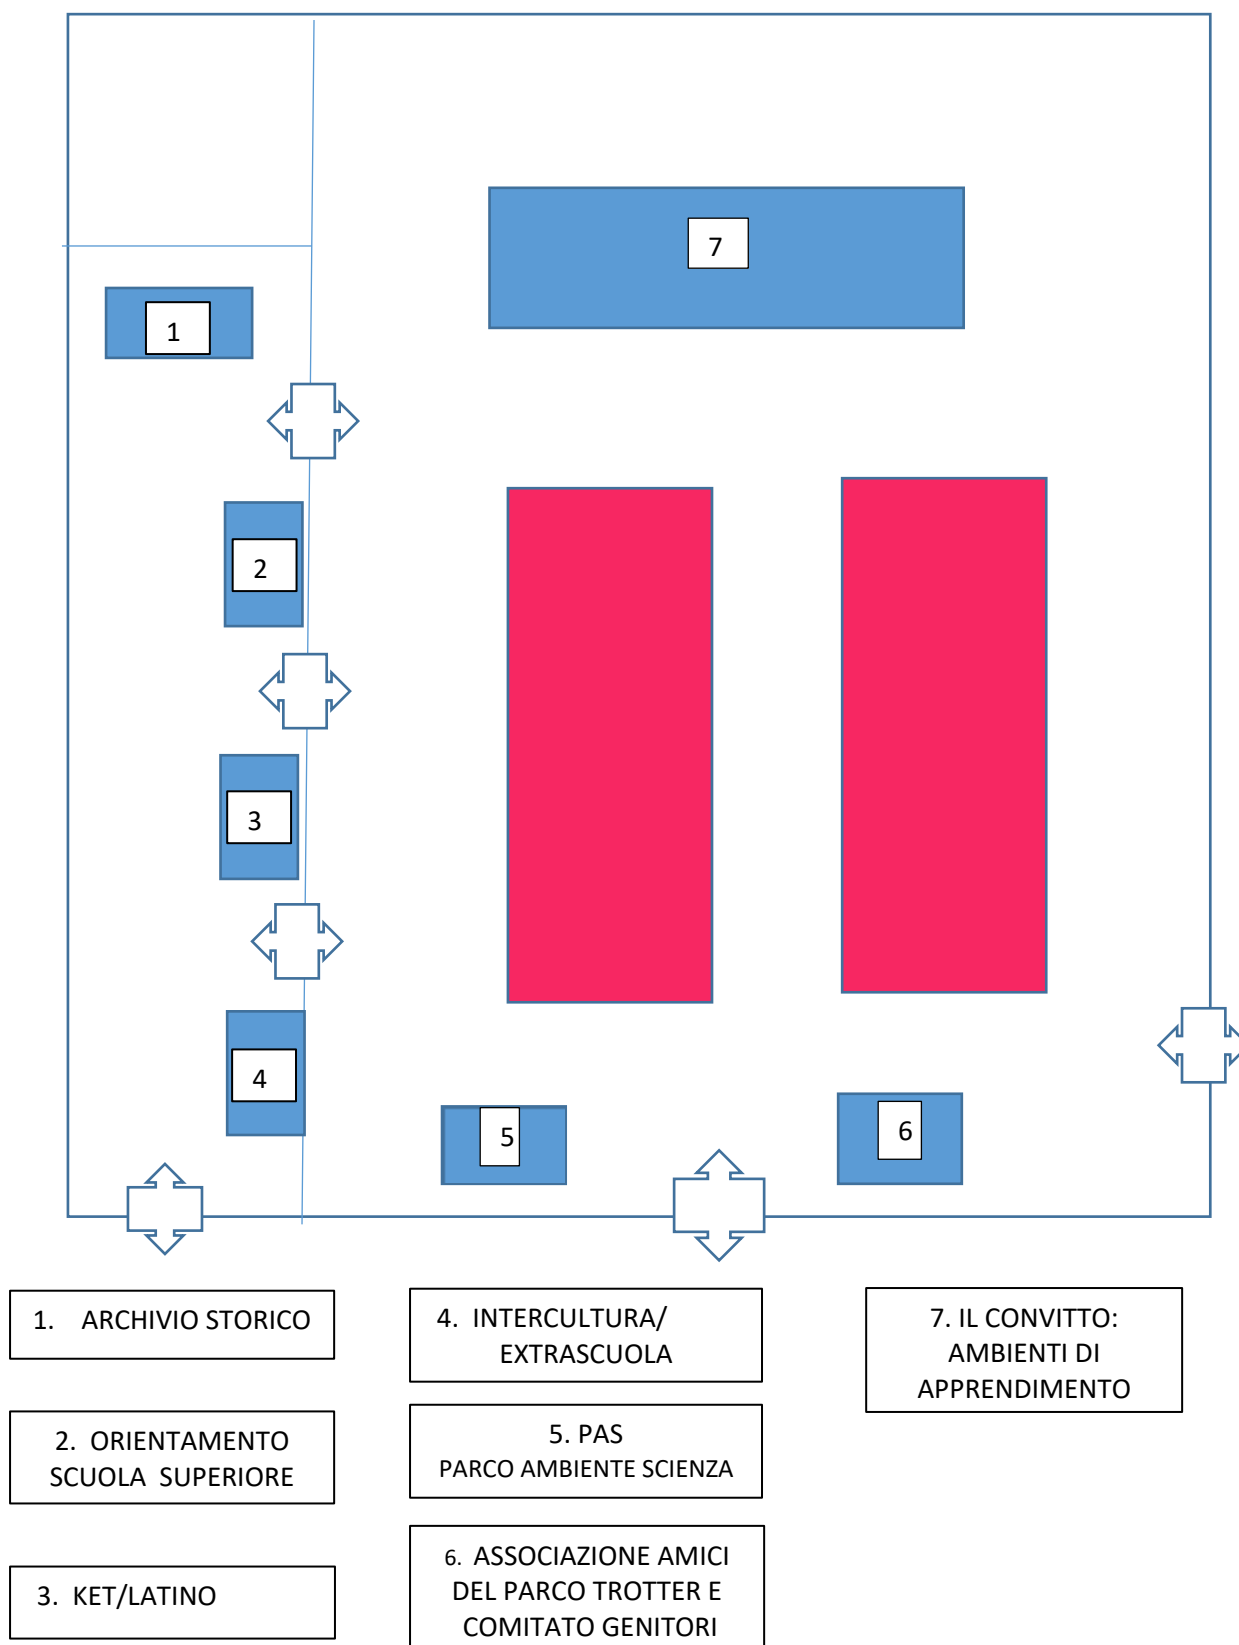 7
1
2
3
4
5
6
1. ARCHIVIO STORICO
2. ORIENTAMENTO
SCUOLA SUPERIORE
3. KET/LATINO
4. INTERCULTURA/
EXTRASCUOLA
5. PAS
PARCO AMBIENTE SCIENZA
6. ASSOCIAZIONE AMICI
DEL PARCO TROTTER E
COMITATO GENITORI
7. IL CONVITTO:
AMBIENTI DI
APPRENDIMENTO